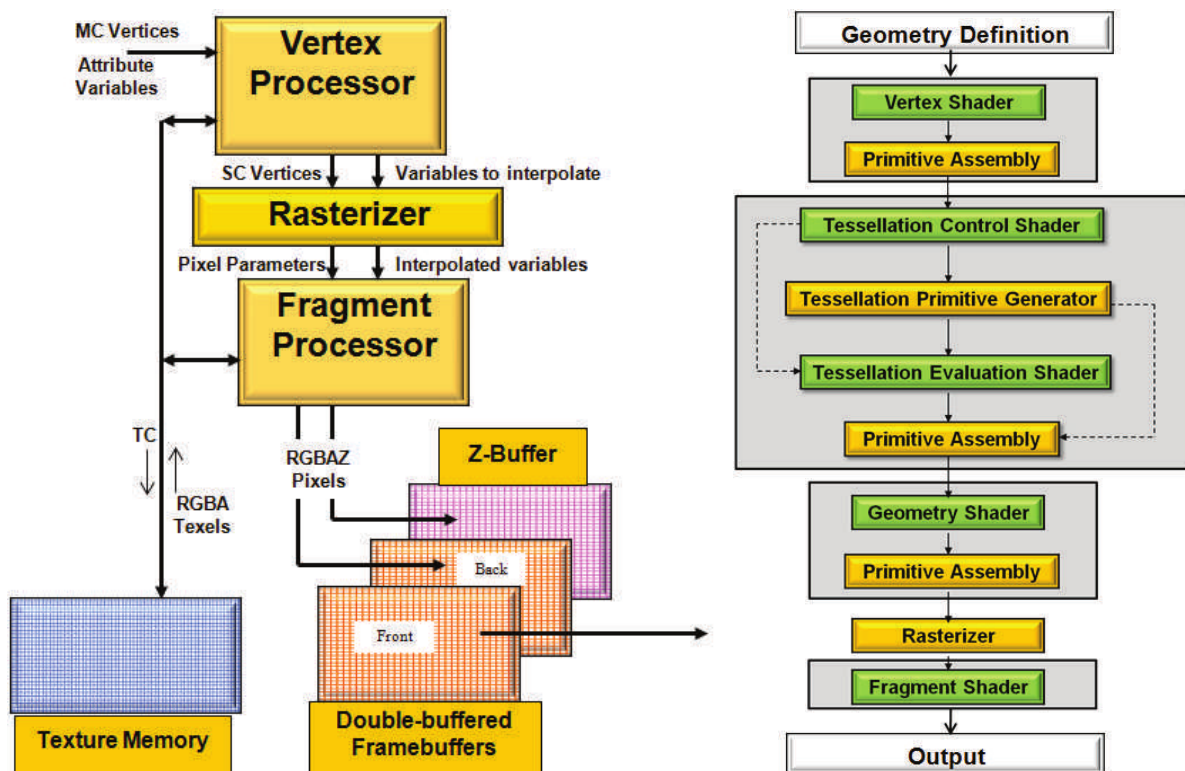 MC Vertices
Attribute
Variables
Vertex
Processor
SC Vertices
Variables to interpolate
Rasterizer
Pixel Parameters
Interpolated variables
Fragment
Processor
TC
RGBA
Texels
RGBAZ
Pixels
Z-Buffer
Back
Front
Texture Memory
Double-buffered
Framebuffers
Geometry Definition
Vertex Shader
Primitive Assembly
Tessellation Control Shader
Tessellation Primitive Generator
Tessellation Evaluation Shader
Primitive Assembly
Geometry Shader
Primitive Assembly
Rasterizer
Fragment Shader
Output